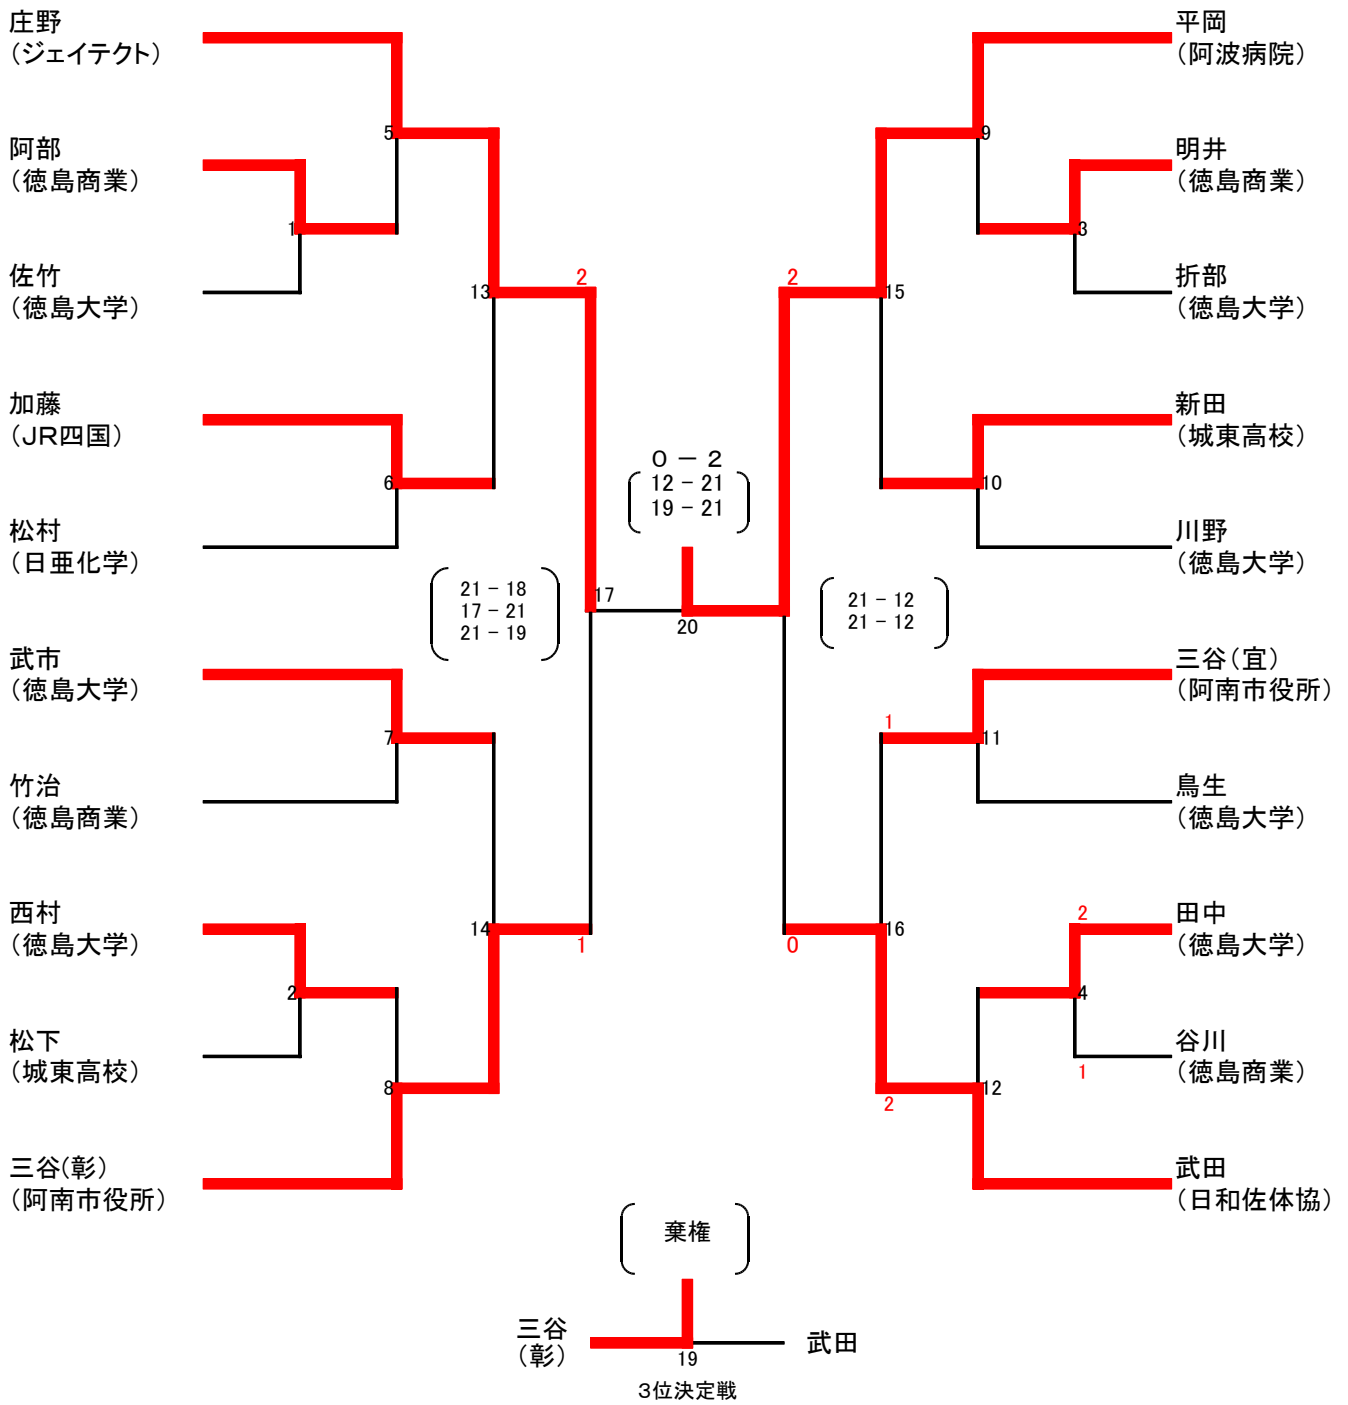 庄野
（ジェイテクト）
阿部
（徳島商業）
佐竹
（徳島大学）
加藤
（ＪＲ四国）
松村
（日亜化学）
武市
（徳島大学）
竹治
（徳島商業）
西村
（徳島大学）
松下
（城東高校）
三谷(彰)
（阿南市役所）
5
1
13
6
7
14
2
8
2
1
17
21 － 18
17 － 21
21 － 19
０ － ２
12 － 21
19 － 21
20
21 － 12
21 － 12
2
0
15
9
3
10
11
1
16
2
4
1
12
2
平岡
（阿波病院）
明井
（徳島商業）
折部
（徳島大学）
新田
（城東高校）
川野
（徳島大学）
三谷（宜）
（阿南市役所）
鳥生
（徳島大学）
田中
（徳島大学）
谷川
（徳島商業）
武田
（日和佐体協）
棄権
三谷
（彰）
武田
19
３位決定戦